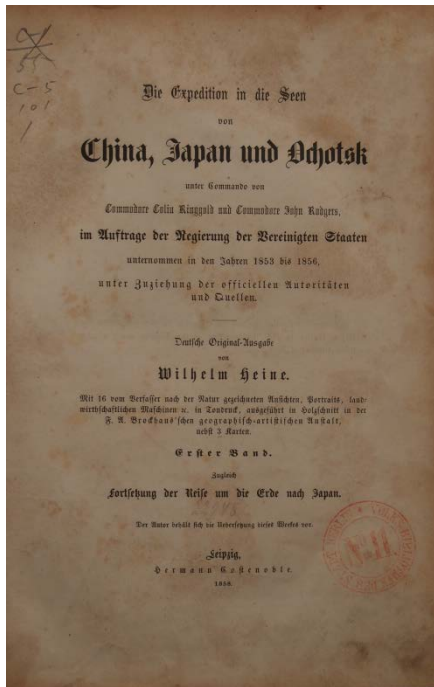 C-5
101
1
Die Expedition in die Seen
von
China, Japan und Ochotsk
unter Commando von
Commodore Colin Ringgold und Commodore John Rodgers,
im Auftrage der Regierung der Vereinigten Staaten
unternommen in den Jahren 1853 bis 1856,
unter Zuziehung der officiellen Autoritäten
und Quellen.
Deutsche Original-Ausgabe
von
Wilhelm Heine.
Mit 16 vom Verfasser nach der Natur gezeichneten Ansichten, Portraits, land-
wirthschaftlichen Maschinen ꝛc. in Tondruck, ausgeführt in Holzschnitt in der
F. A. Brockhaus'schen geographisch-artistischen Anstalt,
nebst 3 Karten.
Erster Band.
Zugleich
Fortsetzung der Reise um die Erde nach Japan.
Der Autor behält sich die Uebersetzung dieses Werkes vor.
Leipzig,
Hermann Costenoble.
1858.